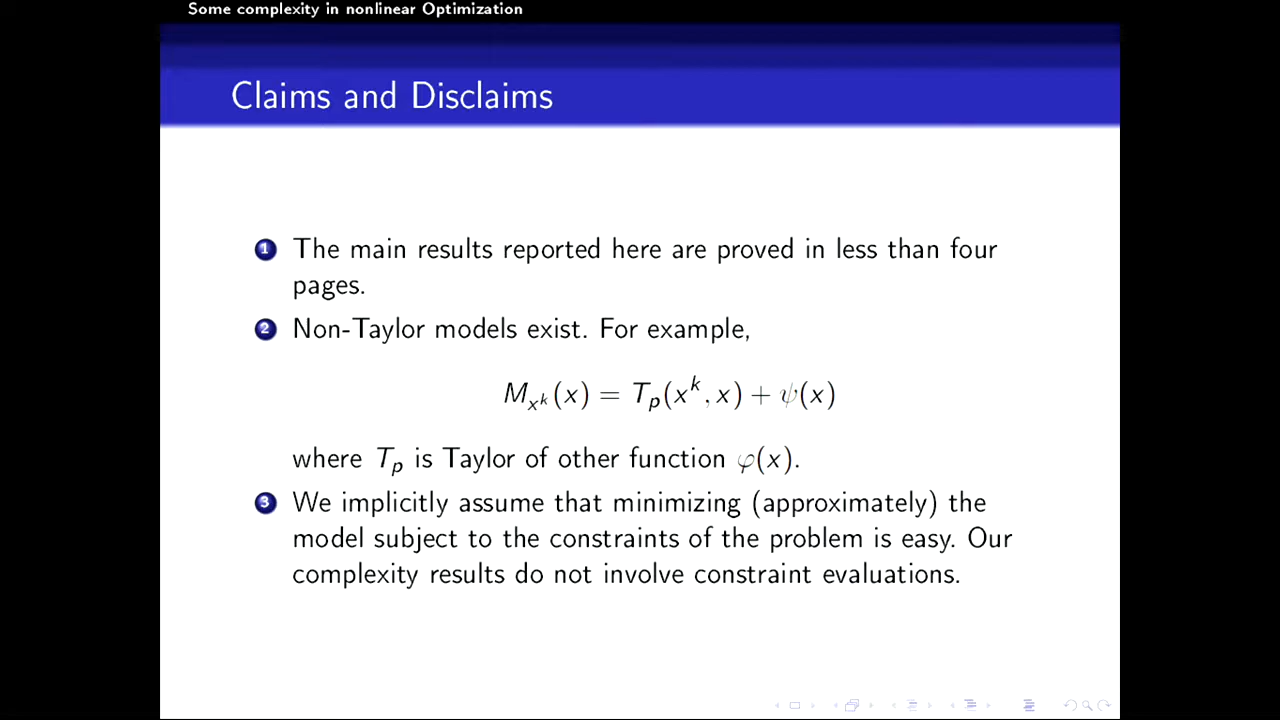 Some complexity in nonlinear Optimization
Claims and Disclaims
1 The main results reported here are proved in less than four
pages.
2 Non-Taylor models exist. For example,
M_{x^k}(x) = T_p(x^k, x) + ψ(x)
where T_p is Taylor of other function φ(x).
3 We implicitly assume that minimizing (approximately) the
model subject to the constraints of the problem is easy. Our
complexity results do not involve constraint evaluations.